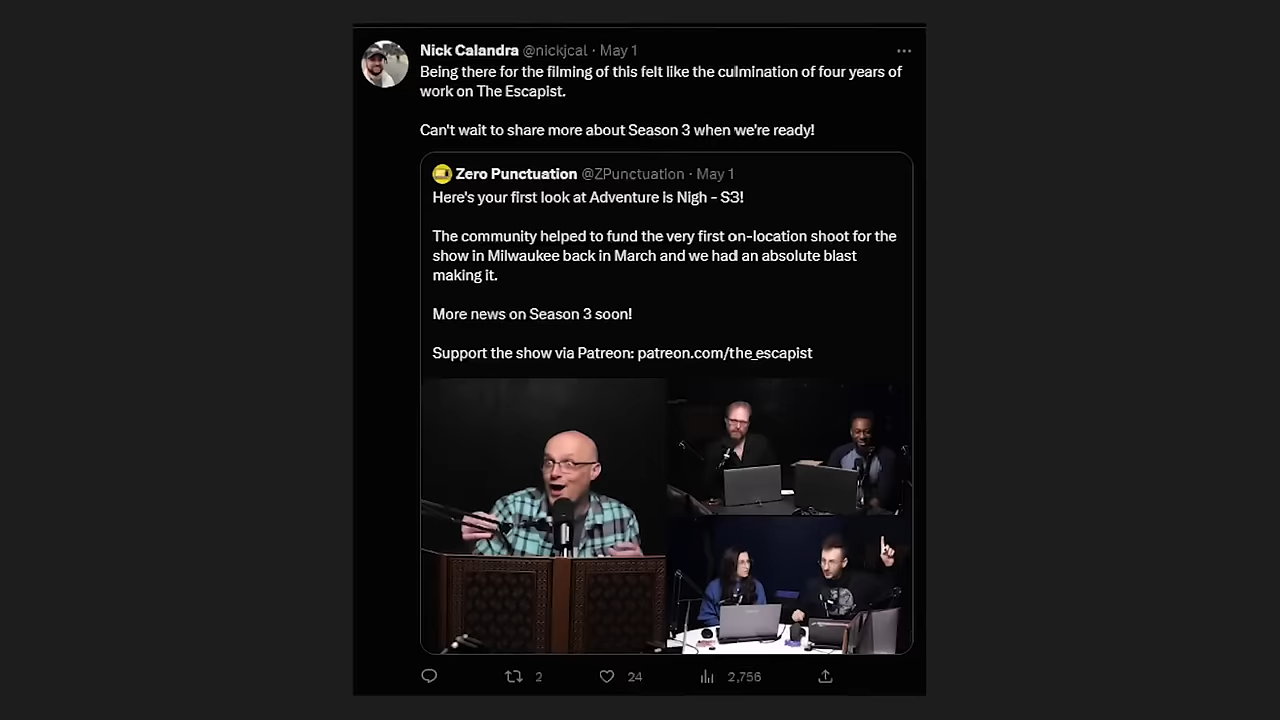 Nick Calandra @nickjcal · May 1
Being there for the filming of this felt like the culmination of four years of
work on The Escapist.
Can't wait to share more about Season 3 when we're ready!
Zero Punctuation @ZPunctuation · May 1
Here's your first look at Adventure is Nigh - S3!
The community helped to fund the very first on-location shoot for the
show in Milwaukee back in March and we had an absolute blast
making it.
More news on Season 3 soon!
Support the show via Patreon: patreon.com/the_escapist
2 24 2,756